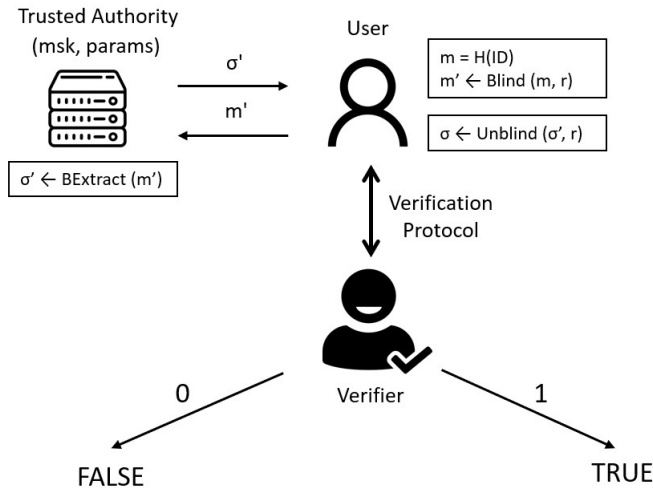 Trusted Authority
(msk, params)
User
σ'
m'
m = H(ID)
m' ← Blind (m, r)
σ ← Unblind (σ', r)
σ' ← BExtract (m')
Verification
Protocol
Verifier
0
1
FALSE
TRUE